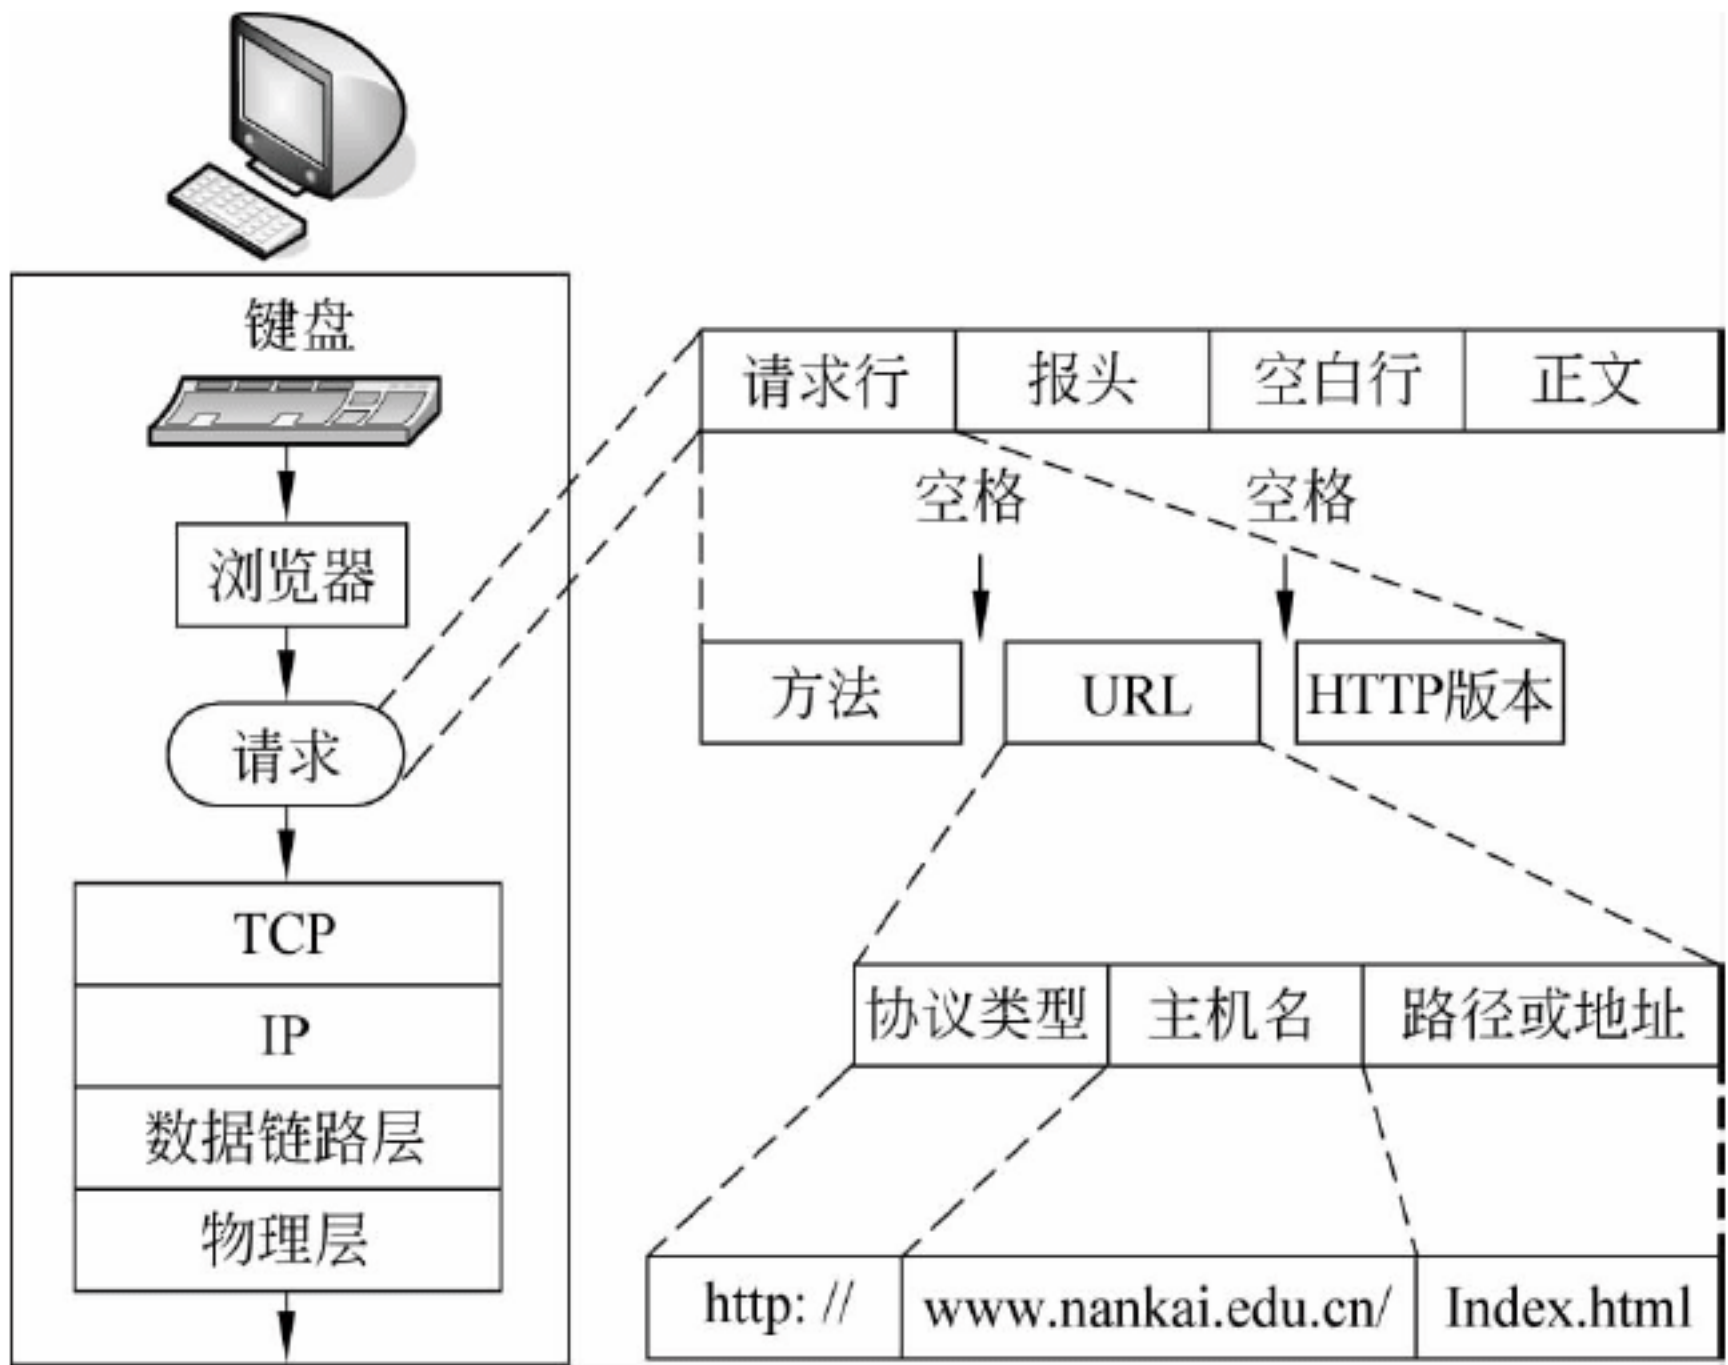 键盘
浏览器
请求
TCP
IP
数据链路层
物理层
请求行 报头 空白行 正文
空格 空格
方法 URL HTTP版本
协议类型 主机名 路径或地址
http: // www.nankai.edu.cn/ Index.html